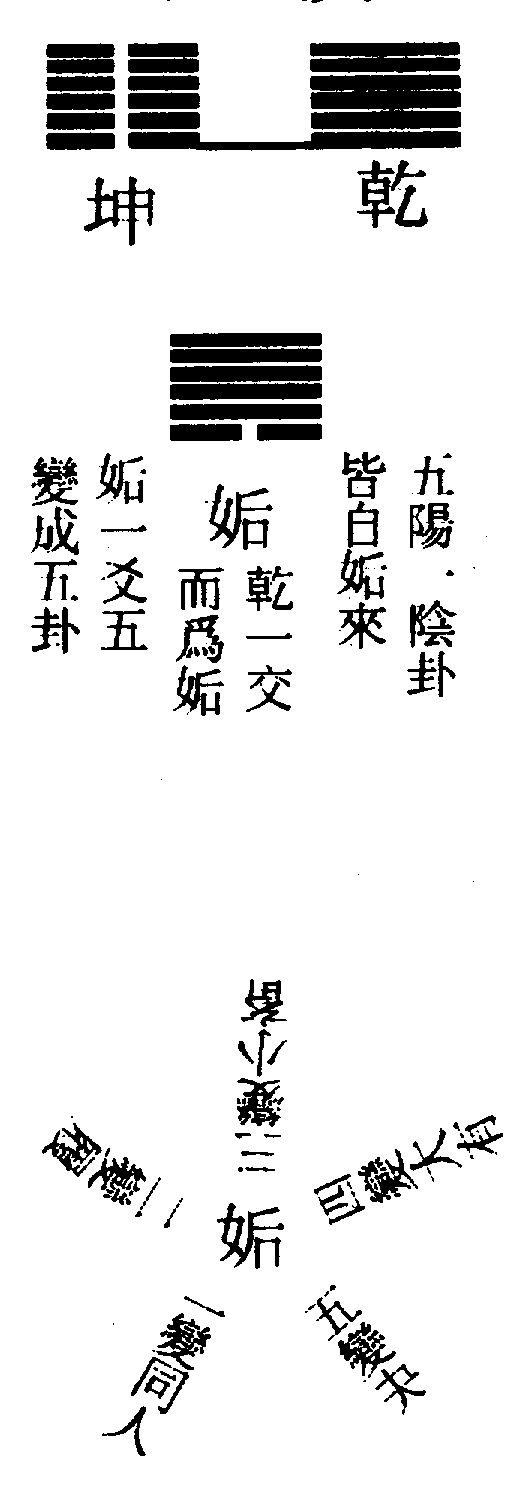 乾
坤
五陽一陰卦
皆自姤來
姤
乾一交
而爲姤
姤一爻五
變成五卦
姤
一變同人
二變履
三變小畜
四變大有
五變夬